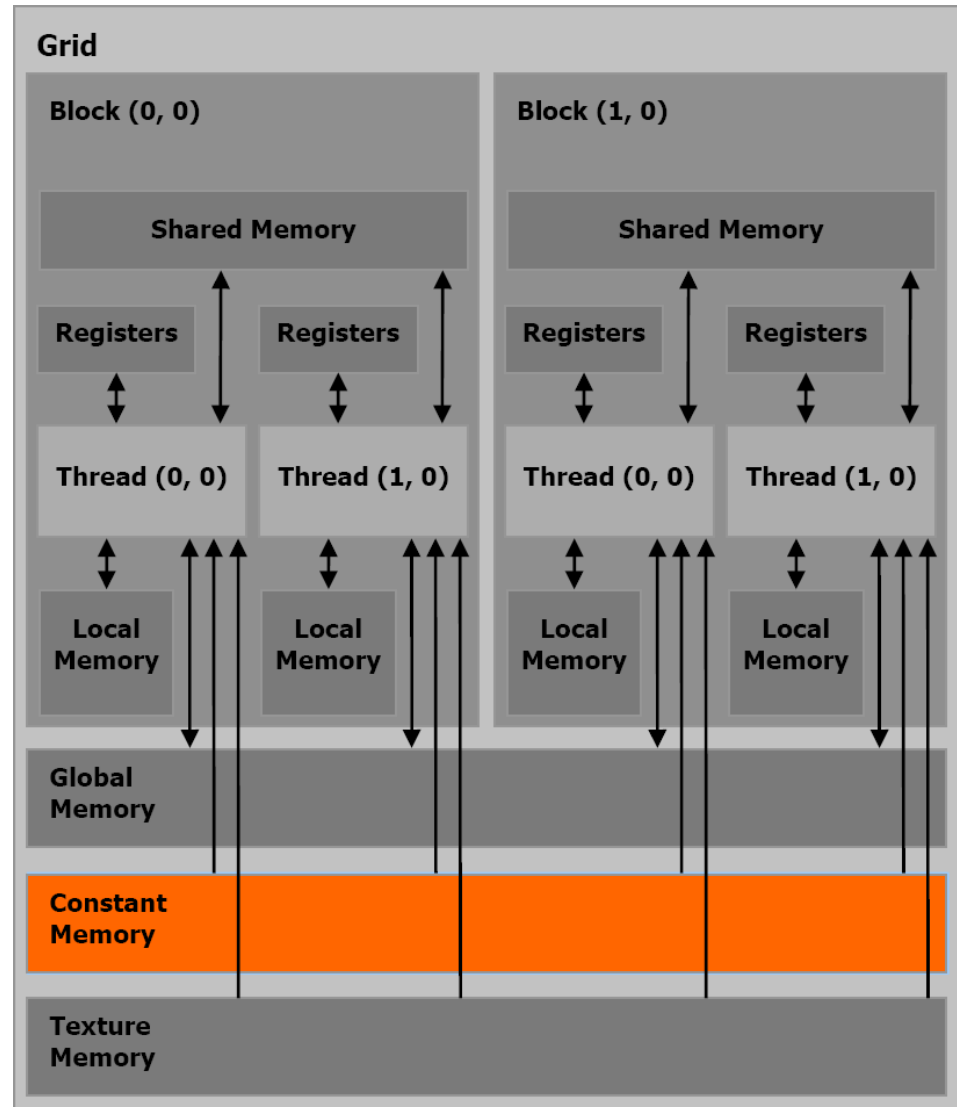 Grid
Block (0, 0)
Block (1, 0)
Shared Memory
Shared Memory
Registers
Registers
Registers
Registers
Thread (0, 0)
Thread (1, 0)
Thread (0, 0)
Thread (1, 0)
Local
Memory
Local
Memory
Local
Memory
Local
Memory
Global
Memory
Constant
Memory
Texture
Memory